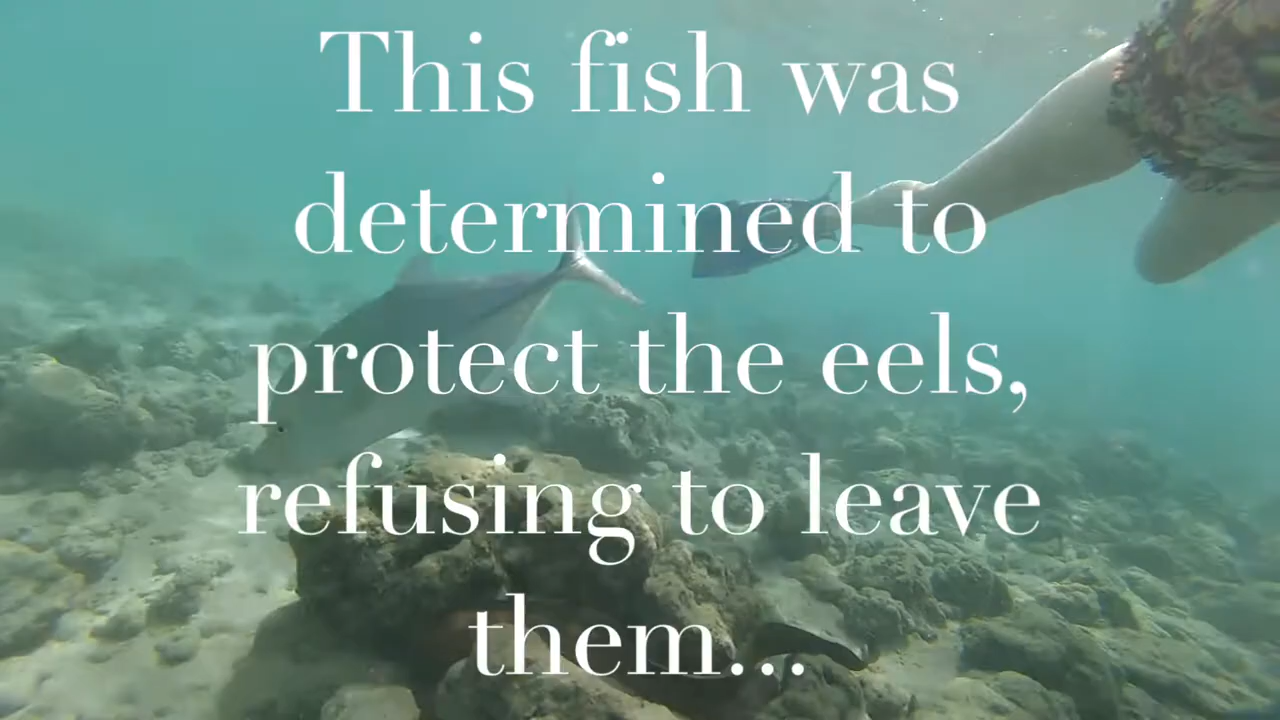 This fish was
determined to
protect the eels,
refusing to leave
them...